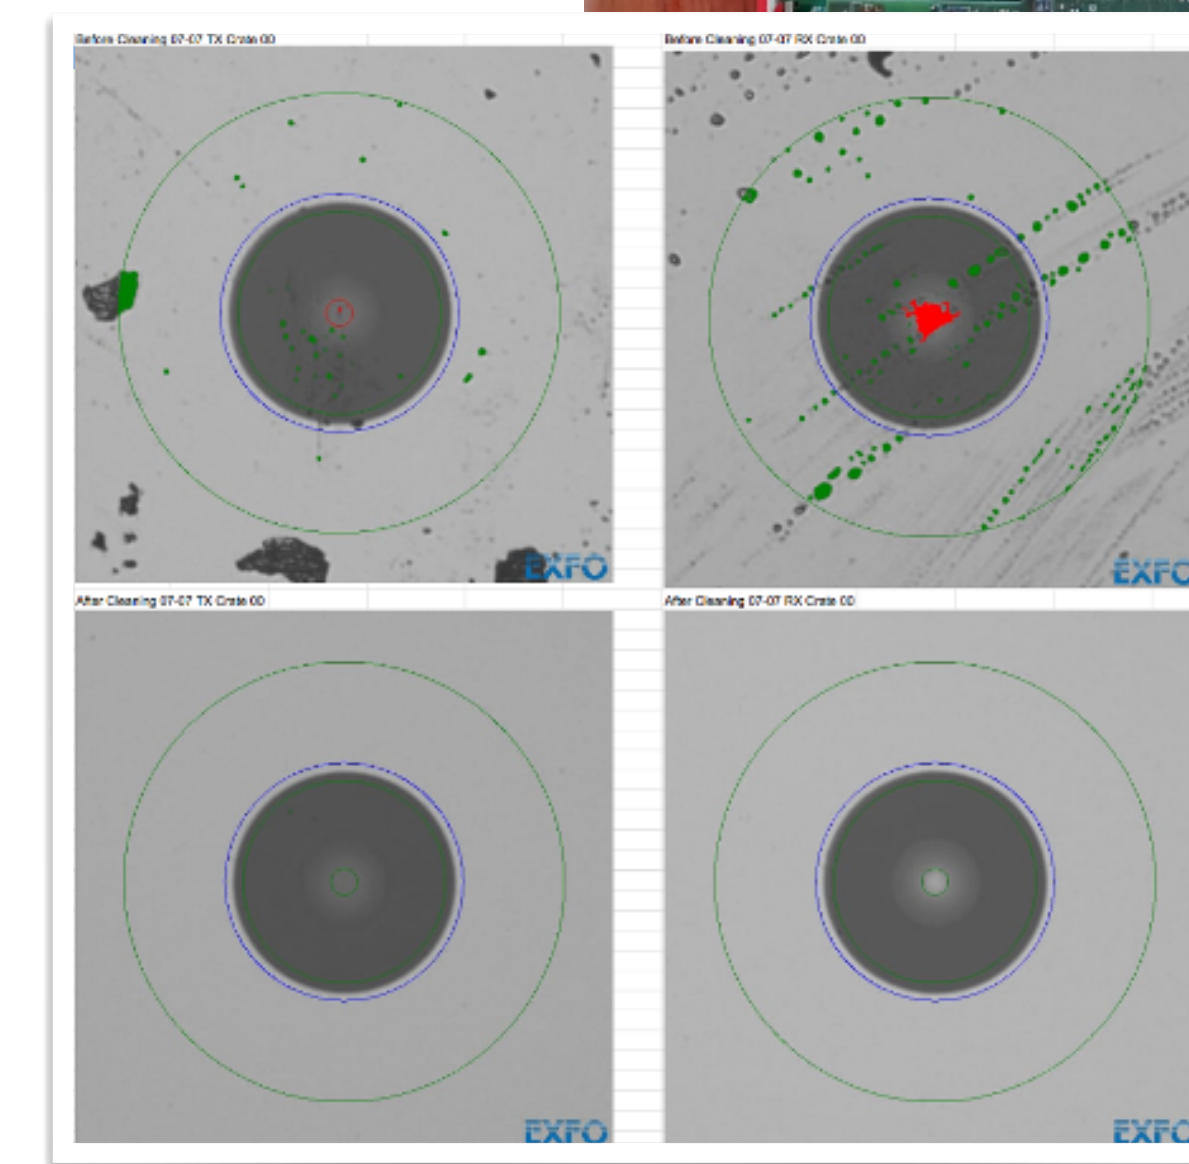 Before Cleaning 07-07 TX Crate 00
Before Cleaning 07-07 RX Crate 00
EXFO
EXFO
After Cleaning 07-07 TX Crate 00
After Cleaning 07-07 RX Crate 00
EXFO
EXFO